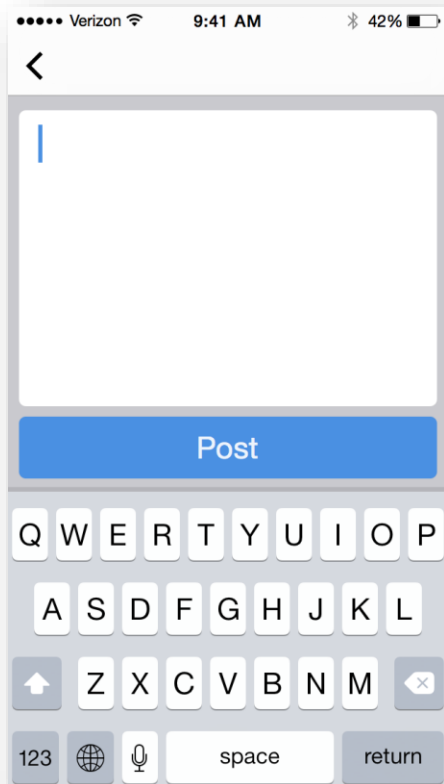 Verizon 9:41 AM 42%
Post
Q W E R T Y U I O P
A S D F G H J K L
Z X C V B N M
123 space return